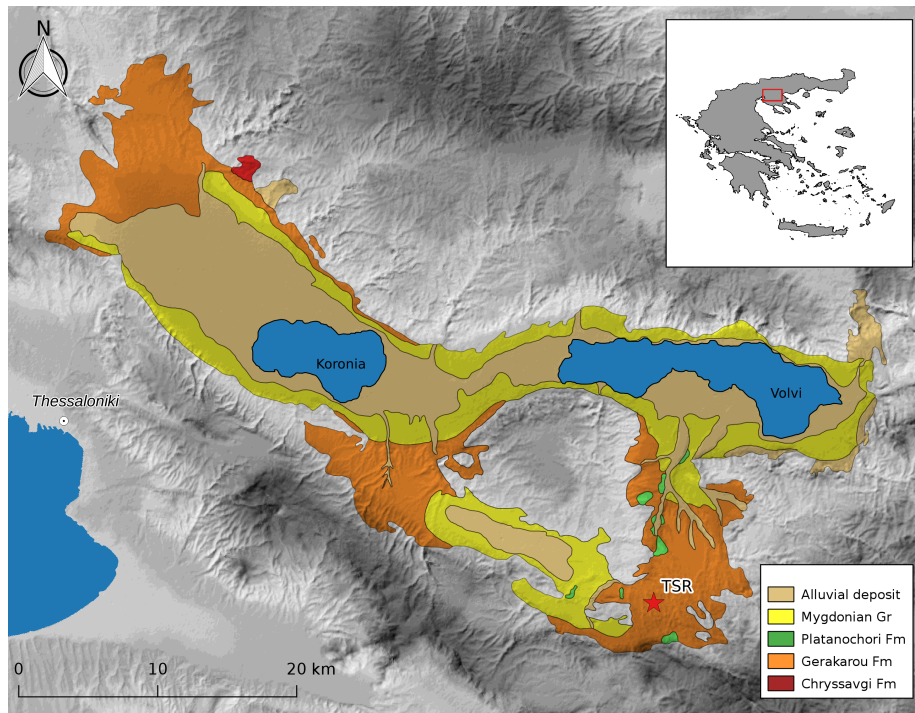 N
Koronia
Volvi
Thessaloniki
TSR
0 10 20 km
Alluvial deposit
Mygdonian Gr
Platanochori Fm
Gerakarou Fm
Chryssavgi Fm